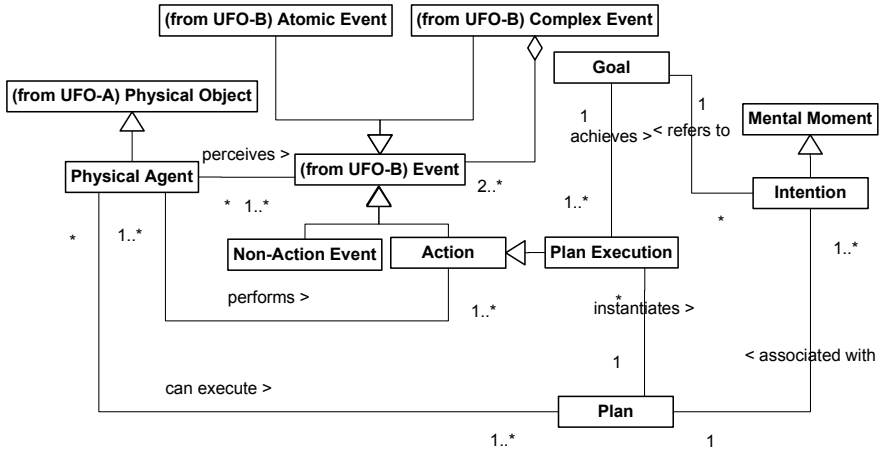 (from UFO-B) Atomic Event
(from UFO-B) Complex Event
Goal
(from UFO-A) Physical Object
1
1
Mental Moment
achieves >
< refers to
perceives >
(from UFO-B) Event
Physical Agent
2..*
Intention
*
1..*
1..*
*
*
1..*
1..*
Non-Action Event
Action
Plan Execution
performs >
*
1..*
instantiates >
1
< associated with
can execute >
Plan
1..*
1